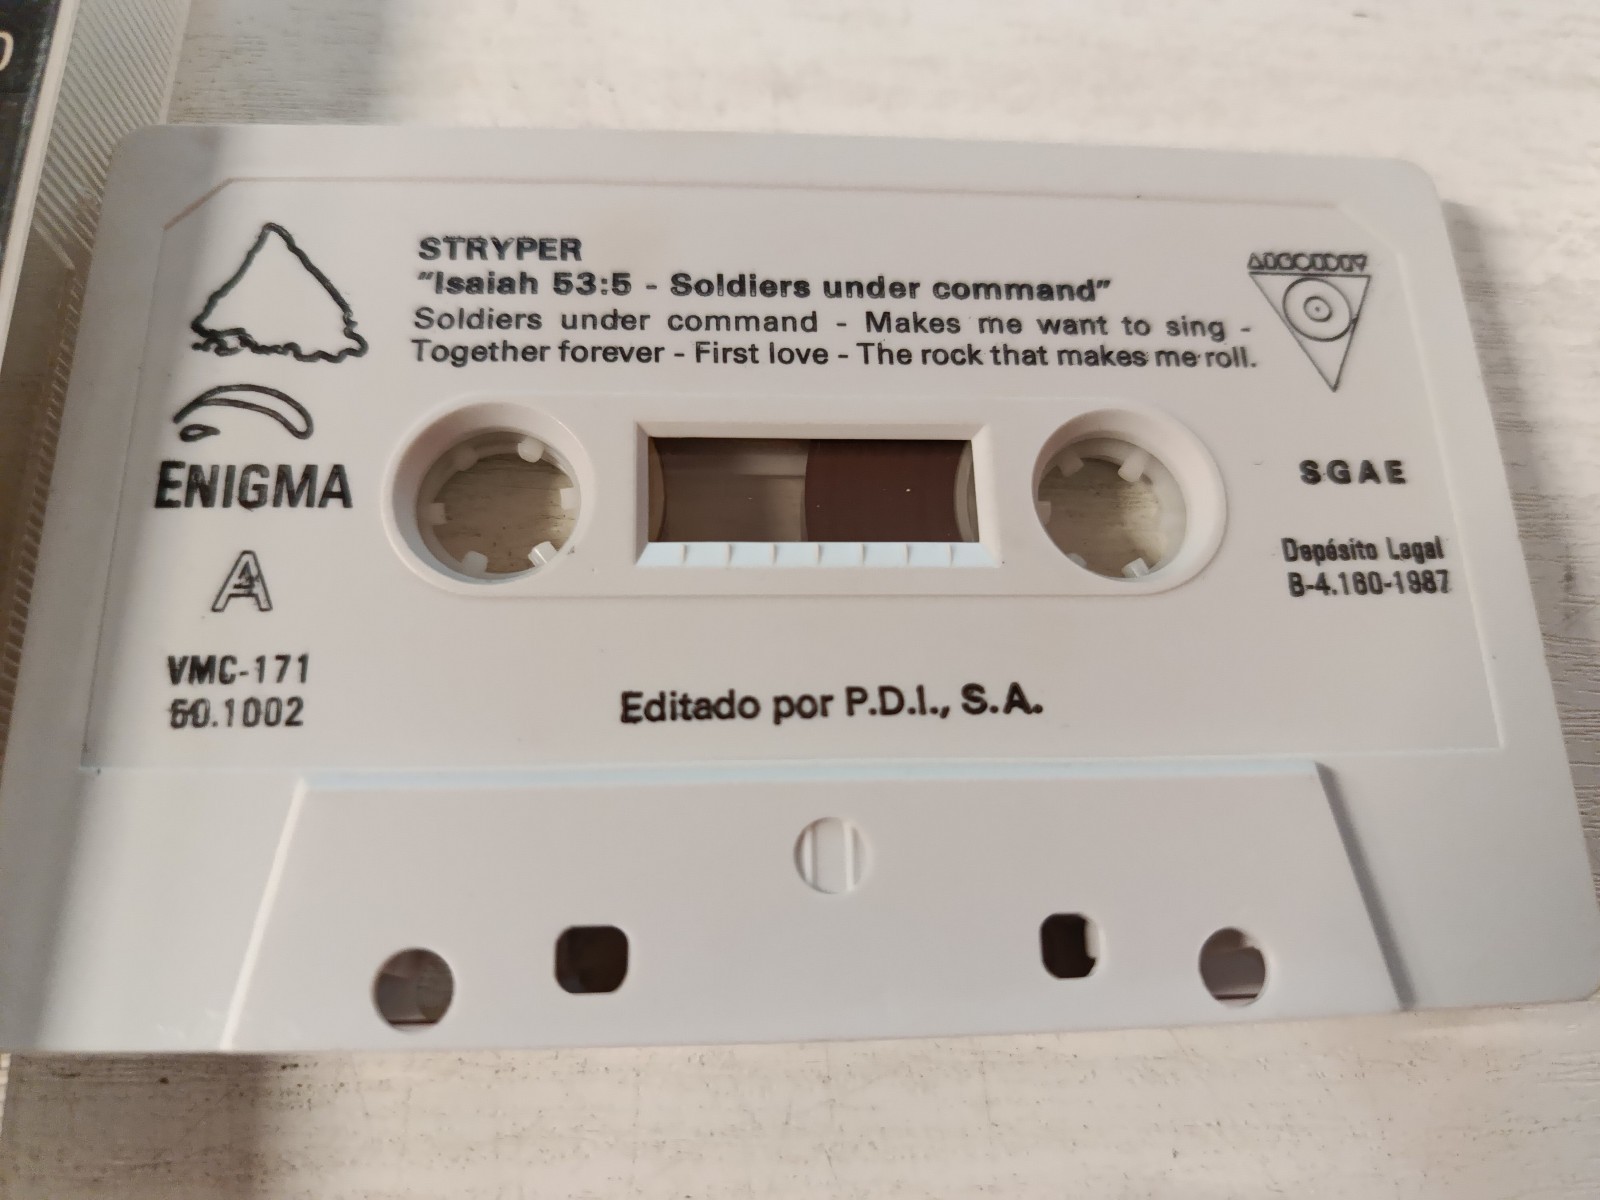 STRYPER
"Isaiah 53:5 - Soldiers under command"
Soldiers under command - Makes me want to sing -
Together forever - First love - The rock that makes me roll.
ENIGMA
SGAE
A
Depósito Legal
B-4.160-1987
VMC-171
60.1002
Editado por P.D.I., S.A.